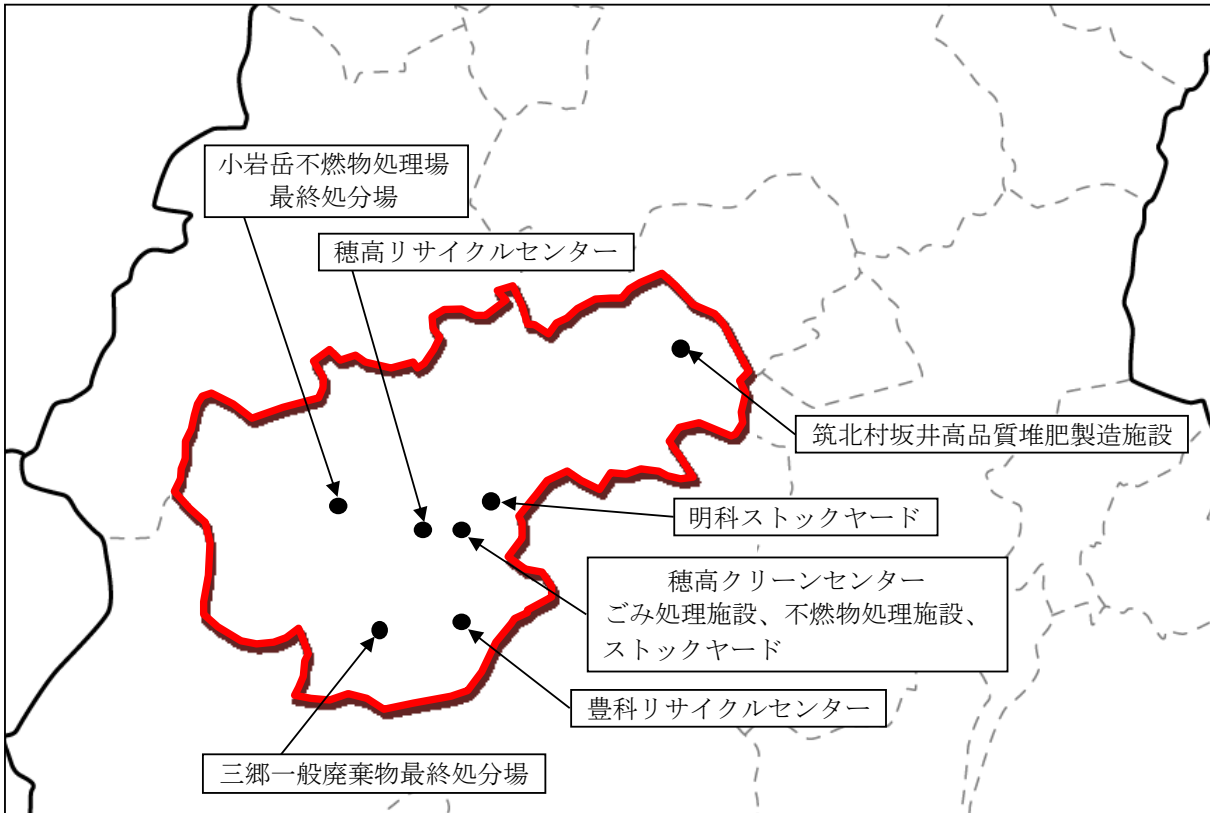 小岩岳不燃物処理場
最終処分場
穂高リサイクルセンター
筑北村坂井高品質堆肥製造施設
明科ストックヤード
穂高クリーンセンター
ごみ処理施設、不燃物処理施設、
ストックヤード
豊科リサイクルセンター
三郷一般廃棄物最終処分場